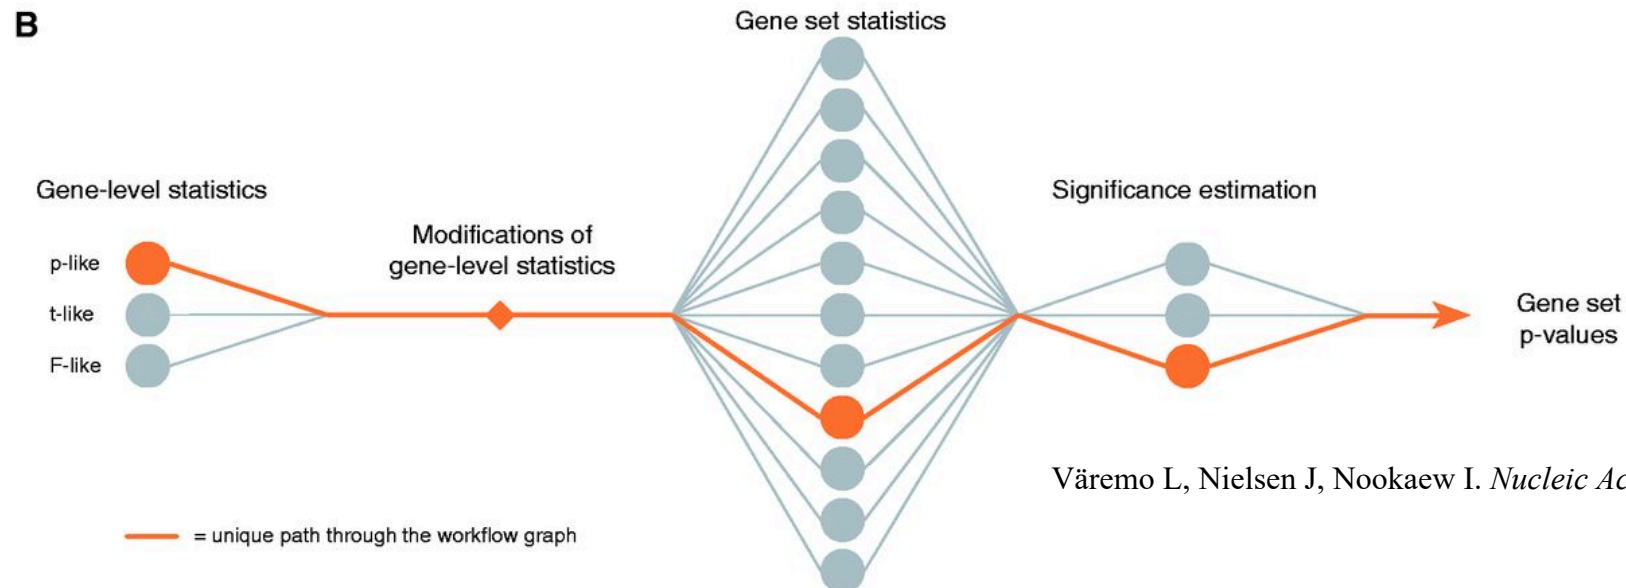 B
Gene set statistics
Gene-level statistics
Significance estimation
Modifications of
gene-level statistics
p-like
t-like
F-like
Gene set
p-values
Väremo L, Nielsen J, Nookaew I. Nucleic Ac
= unique path through the workflow graph